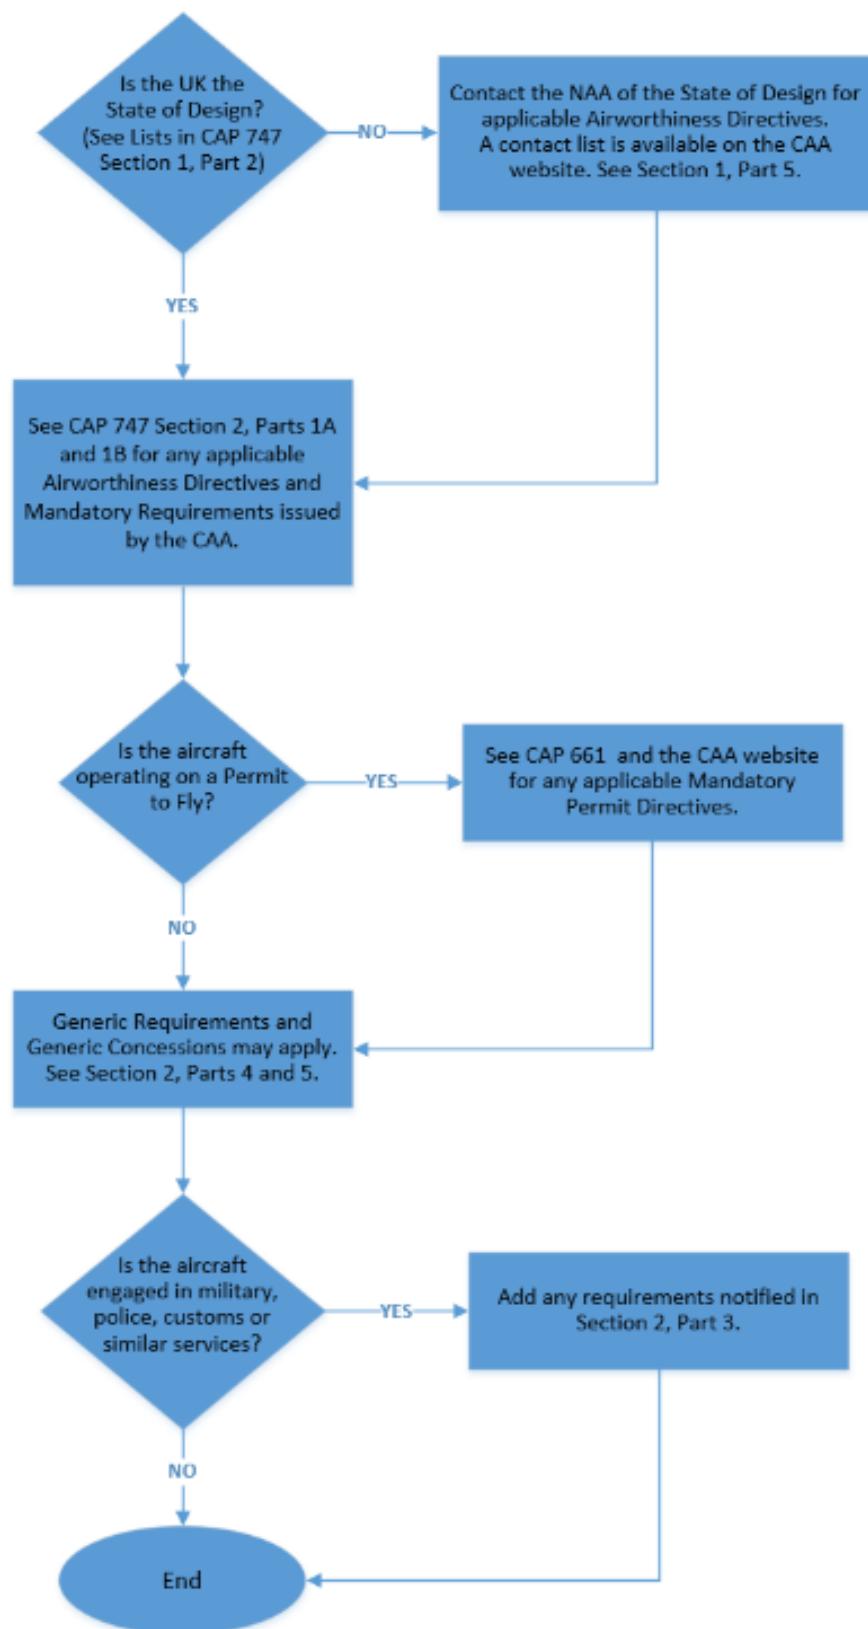 Is the UK the
State of Design?
(See Lists in CAP 747
Section 1, Part 2)
NO
Contact the NAA of the State of Design for
applicable Airworthiness Directives.
A contact list is available on the CAA
website. See Section 1, Part 5.
YES
See CAP 747 Section 2, Parts 1A
and 1B for any applicable
Airworthiness Directives and
Mandatory Requirements issued
by the CAA.
Is the aircraft
operating on a Permit
to Fly?
YES
See CAP 661 and the CAA website
for any applicable Mandatory
Permit Directives.
NO
Generic Requirements and
Generic Concessions may apply.
See Section 2, Parts 4 and 5.
Is the aircraft
engaged in military,
police, customs or
similar services?
YES
Add any requirements notified in
Section 2, Part 3.
NO
End